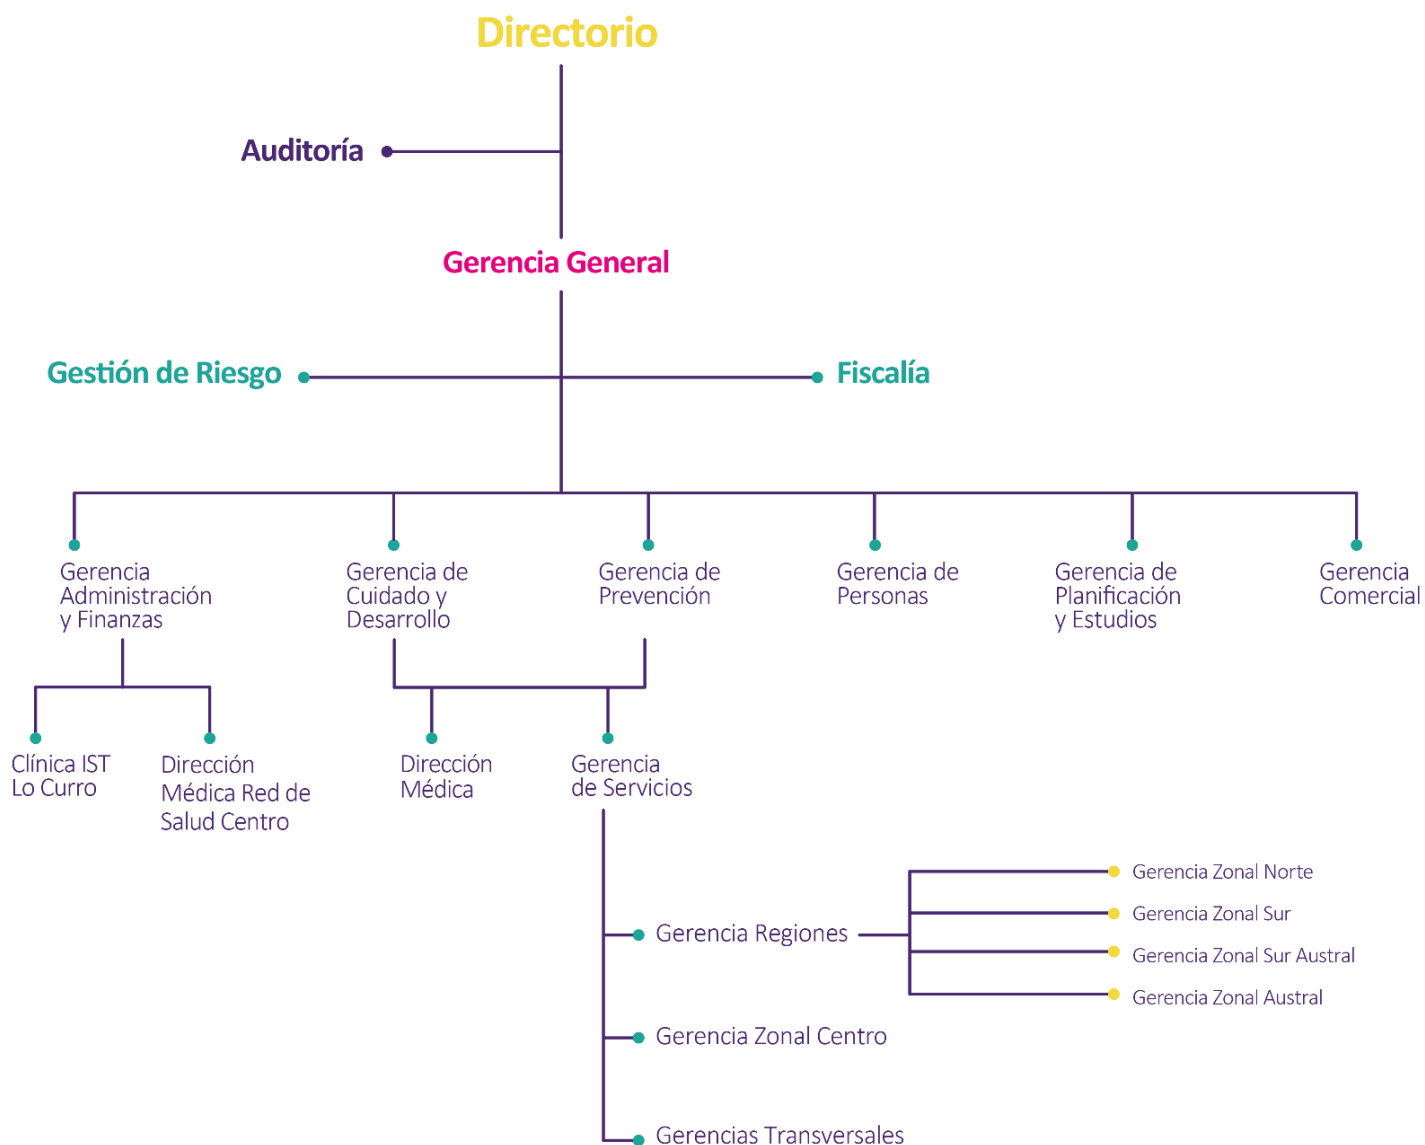 Directorio
Auditoría
Gerencia General
Gestión de Riesgo
Fiscalía
Gerencia
Administración
y Finanzas
Gerencia de
Cuidado y
Desarrollo
Gerencia de
Prevención
Gerencia de
Personas
Gerencia de
Planificación
y Estudios
Gerencia
Comercial
Clínica IST
Lo Curro
Dirección
Médica Red de
Salud Centro
Dirección
Médica
Gerencia
de Servicios
Gerencia Regiones
Gerencia Zonal Norte
Gerencia Zonal Sur
Gerencia Zonal Sur Austral
Gerencia Zonal Austral
Gerencia Zonal Centro
Gerencias Transversales